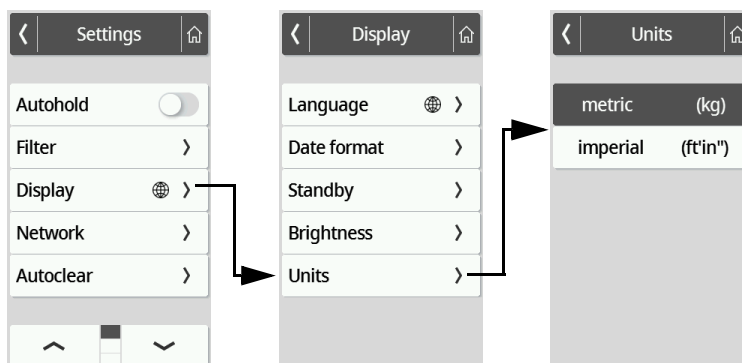 Settings
Autohold
Filter
Display
Network
Autoclear
Display
Language
Date format
Standby
Brightness
Units
Units
metric (kg)
imperial (ft'in")